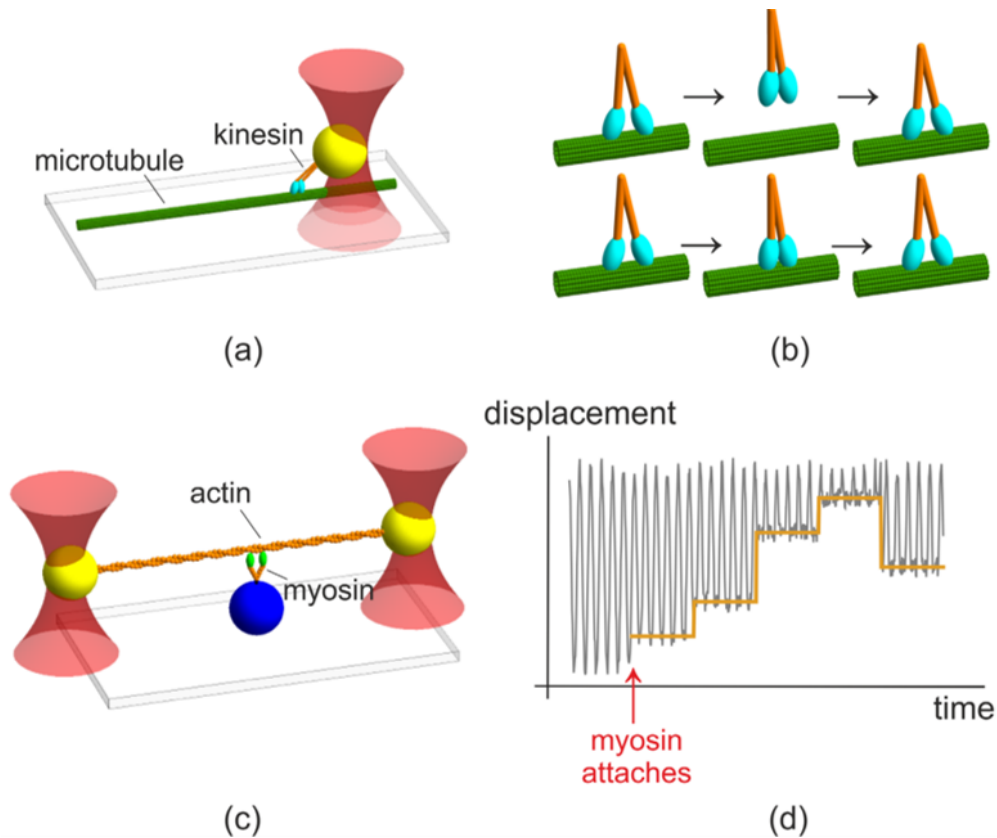 kinesin
microtubule
(a)
→ →
→ →
(b)
actin
myosin
(c)
displacement
time
myosin
attaches
(d)